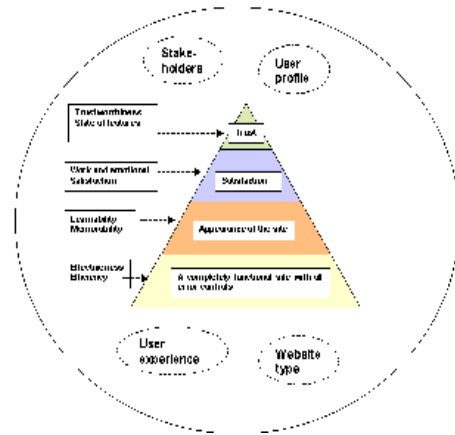 Stake-
holders
User
profile
Trustworthiness
State of features
Trust
Work and emotional
Satisfaction
Satisfaction
Learnability
Memorability
Appearance of the site
Effectiveness
Efficiency
A completely functional site with all
error controls
User
experience
Website
type